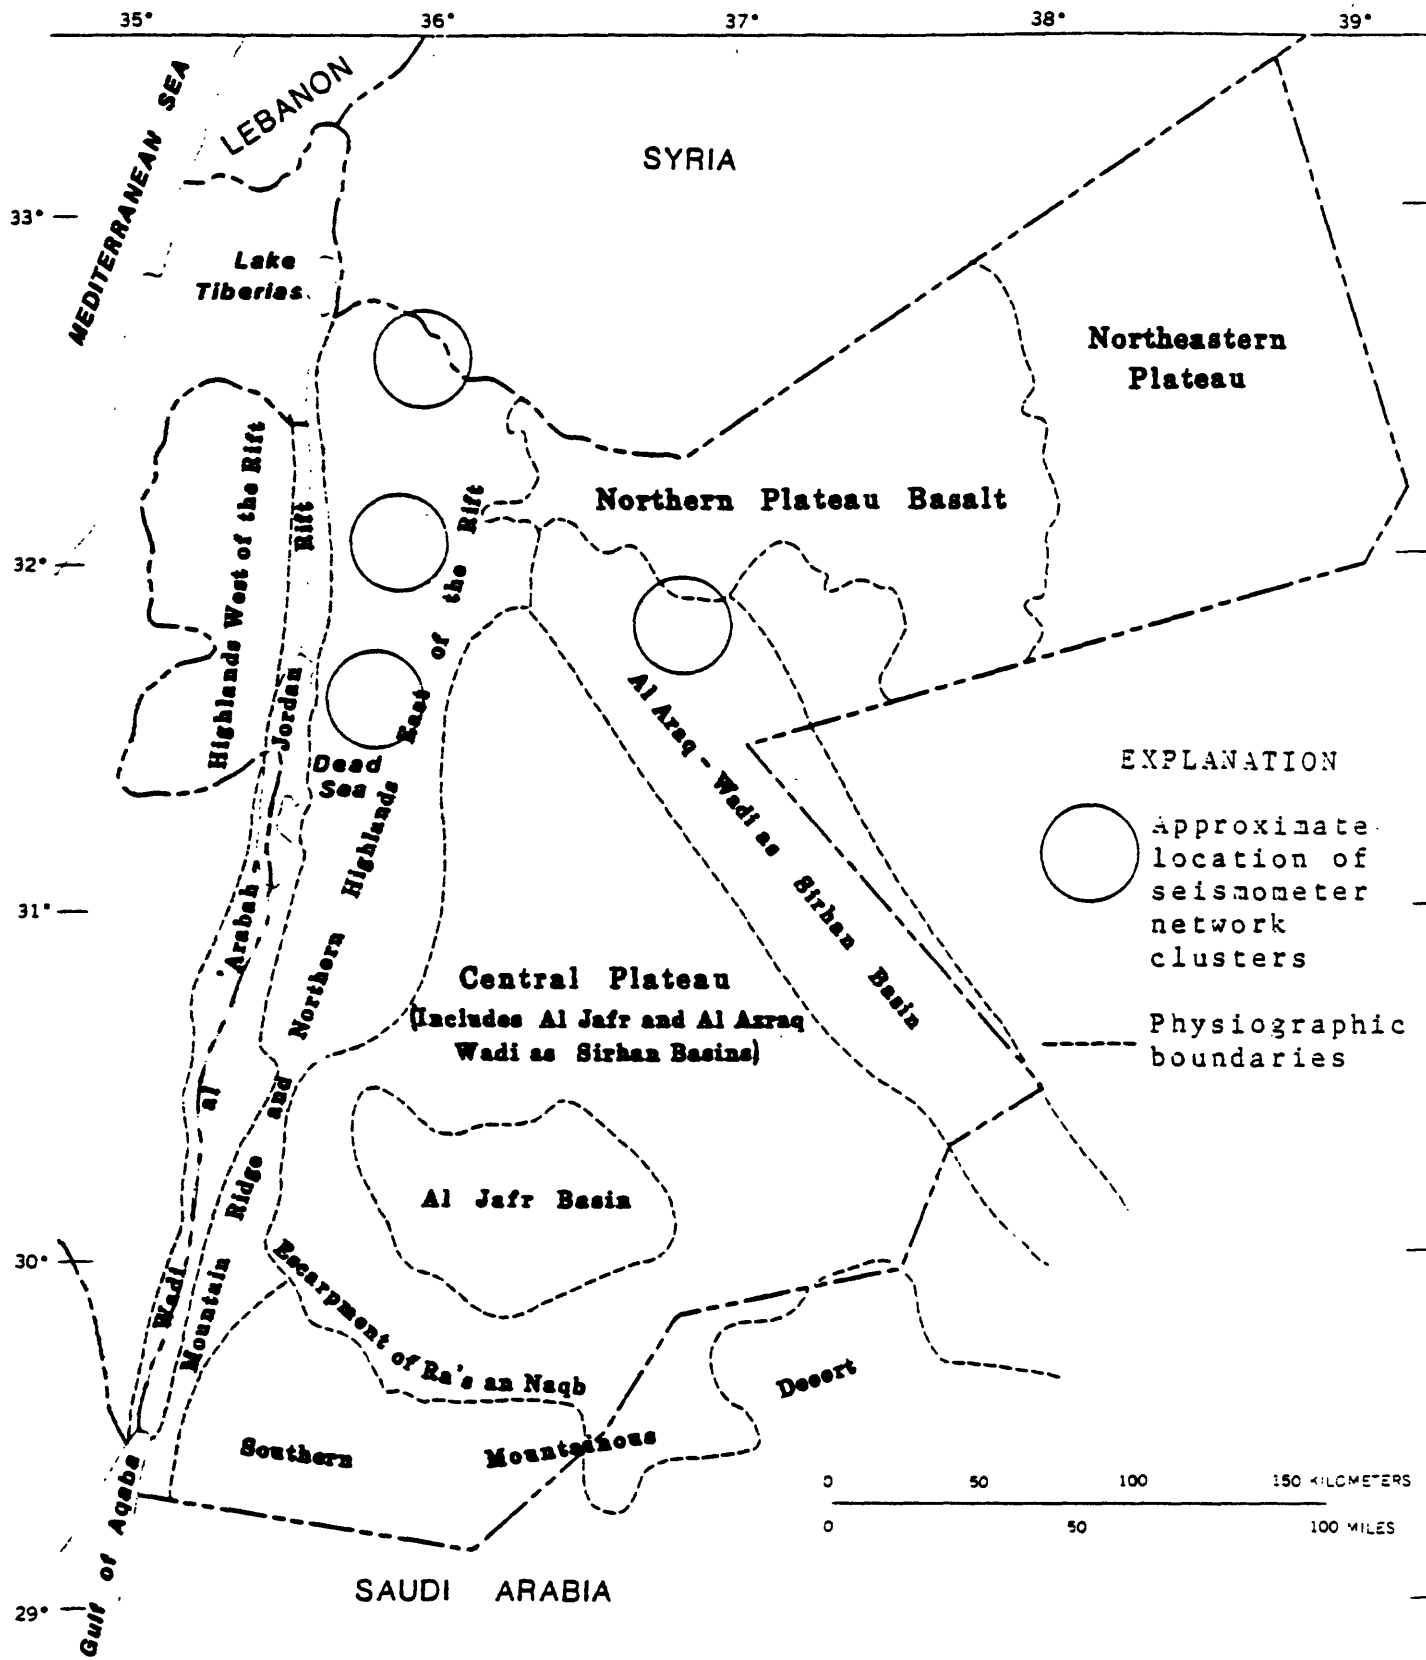 35° 36° 37° 38° 39°
MEDITERRANEAN SEA
LEBANON
SYRIA
33°
Lake
Tiberias
Northeastern
Plateau
Highlands West of the Rift
Northern Plateau Basalt
32°
Wadi al 'Arabah - Jordan Rift
Dead
Sea
Mountain Ridge and Northern Highlands East of the Rift
Al Azaq - Wadi as Sirhan Basin
EXPLANATION
Approximate
location of
seismometer
network
clusters
Physiographic
boundaries
31°
Central Plateau
(Includes Al Jafr and Al Azraq
Wadi as Sirhan Basins)
Al Jafr Basin
30°
Escarpment of Ra's an Naqb
Southern Mountainous Desert
0 50 100 150 KILOMETERS
0 50 100 MILES
Gulf of Aqaba
SAUDI ARABIA
29°